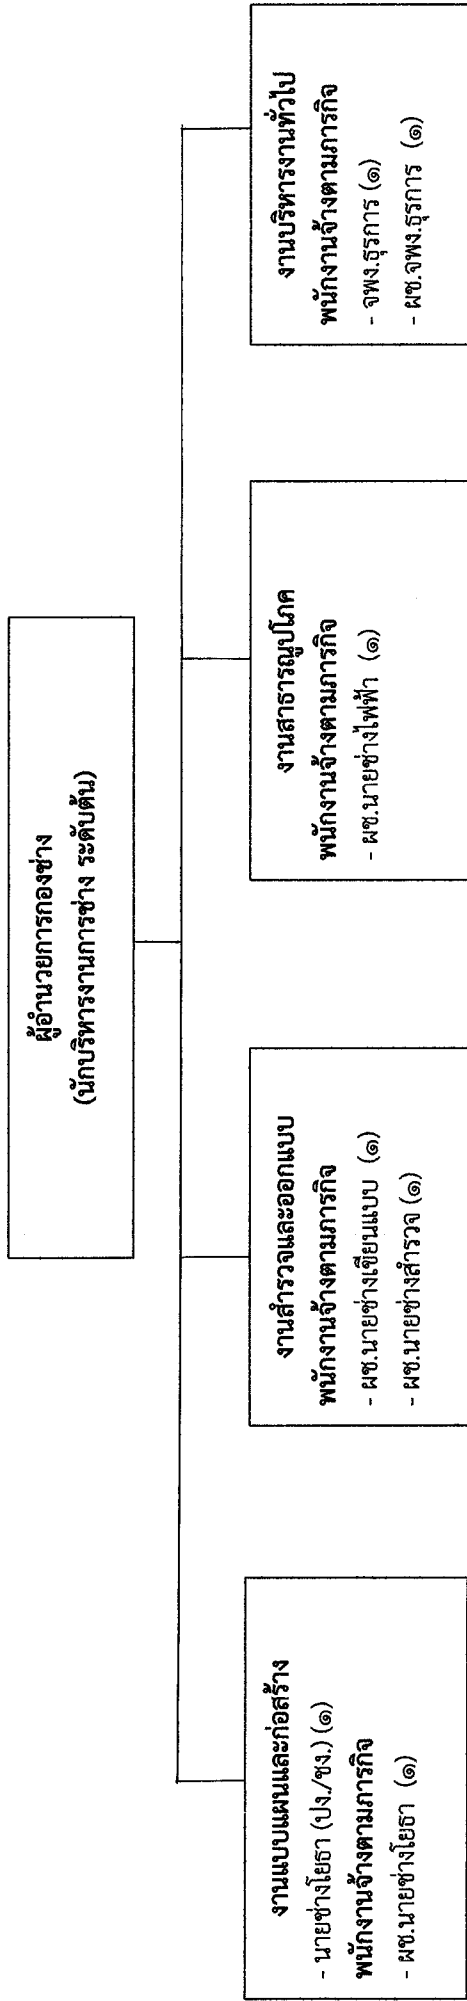 ผู้อำนวยการกองช่าง
(นักบริหารงานการช่าง ระดับต้น)
งานแบบแผนและก่อสร้าง
- นายช่างโยธา (ปง./ชง.) (๑)
พนักงานจ้างตามภารกิจ
- ผช.นายช่างโยธา (๑)
งานสำรวจและออกแบบ
พนักงานจ้างตามภารกิจ
- ผช.นายช่างเขียนแบบ (๑)
- ผช.นายช่างสำรวจ (๑)
งานสาธารณูปโภค
พนักงานจ้างตามภารกิจ
- ผช.นายช่างไฟฟ้า (๑)
งานบริหารงานทั่วไป
พนักงานจ้างตามภารกิจ
- จพง.ธุรการ (๑)
- ผช.จพง.ธุรการ (๑)